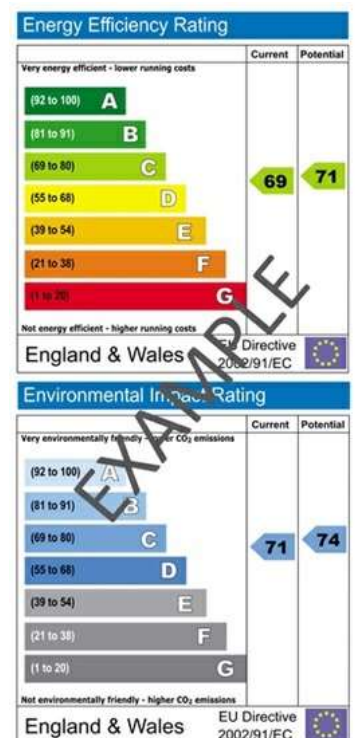 Energy Efficiency Rating
Current Potential
Very energy efficient - lower running costs
(92 to 100) A
(81 to 91) B
(69 to 80) C
(55 to 68) D
(39 to 54) E
(21 to 38) F
(1 to 20) G
69 71
Not energy efficient - higher running costs
England & Wales
EU Directive
2002/91/EC
EXAMPLE
Environmental Impact Rating
Current Potential
Very environmentally friendly - lower CO₂ emissions
(92 to 100) A
(81 to 91) B
(69 to 80) C
(55 to 68) D
(39 to 54) E
(21 to 38) F
(1 to 20) G
71 74
Not environmentally friendly - higher CO₂ emissions
England & Wales
EU Directive
2002/91/EC